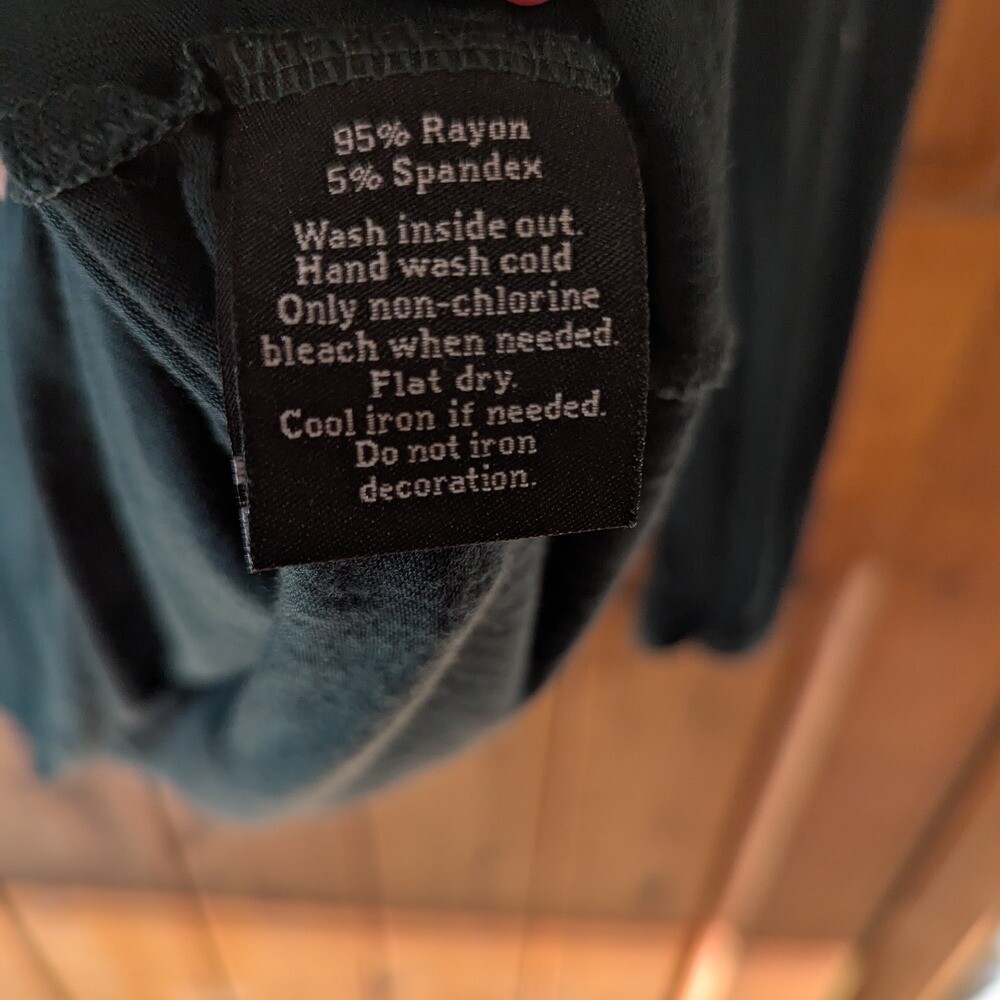 95% Rayon
5% Spandex
Wash inside out.
Hand wash cold
Only non-chlorine
bleach when needed.
Flat dry.
Cool iron if needed.
Do not iron
decoration.